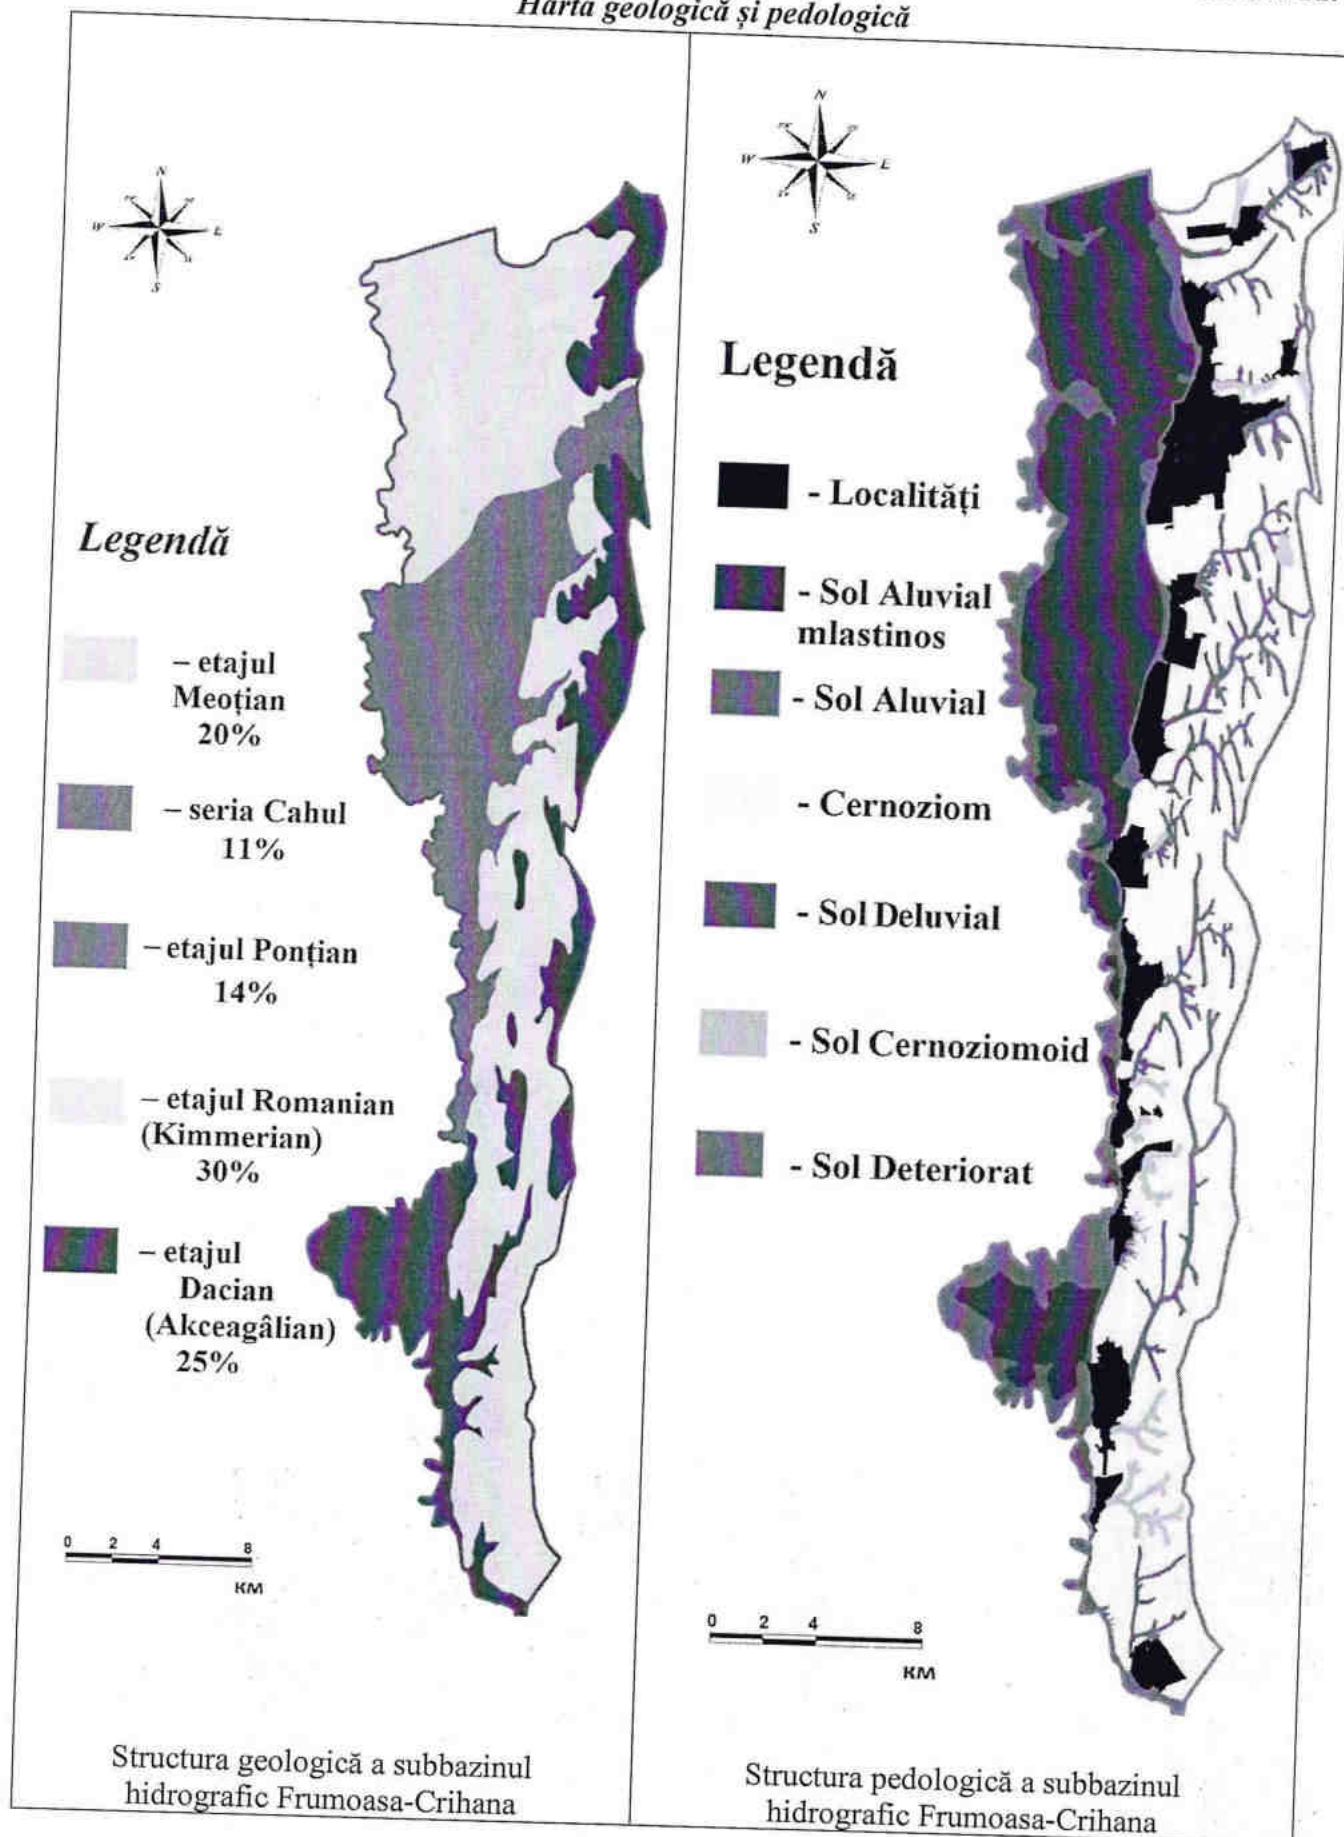 Harta geologică și pedologică
N
W
E
S
Legendă
– etajul
Meoțian
20%
– seria Cahul
11%
– etajul Ponțian
14%
– etajul Romanian
(Kimmerian)
30%
– etajul
Dacian
(Akceagâlian)
25%
0 2 4 8
КМ
Structura geologică a subbazinul
hidrografic Frumoasa-Crihana
N
W
E
S
Legendă
- Localități
- Sol Aluvial
mlastinos
- Sol Aluvial
- Cernoziom
- Sol Deluvial
- Sol Cernoziomoid
- Sol Deteriorat
0 2 4 8
КМ
Structura pedologică a subbazinul
hidrografic Frumoasa-Crihana